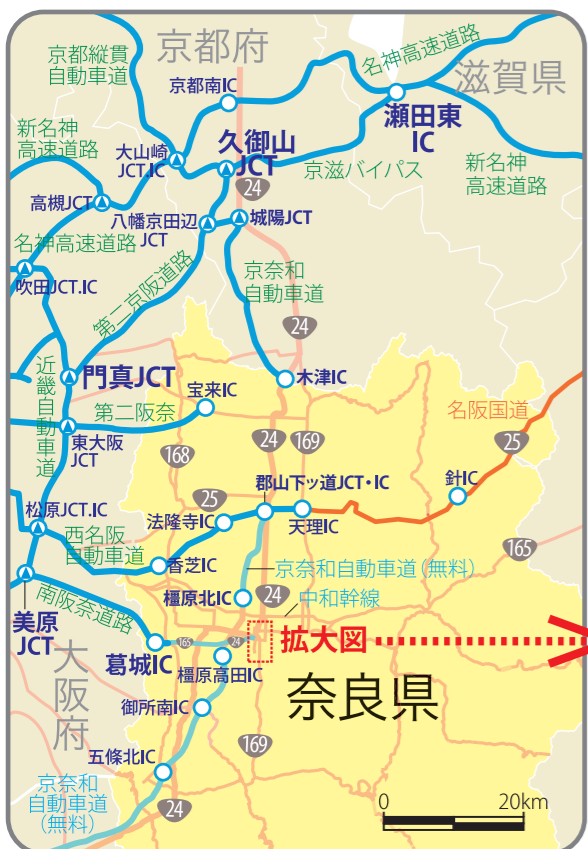 京都縦貫
自動車道
京都府
名神高速道路
滋賀県
京都南IC
瀬田東
IC
新名神
高速道路
大山崎
JCT.IC
久御山
JCT
京滋バイパス
新名神
高速道路
24
高槻JCT
八幡京田辺
JCT
城陽JCT
名神高速道路
吹田JCT.IC
第二京阪道路
京奈和
自動車道
24
門真JCT
木津IC
近畿自動車道
宝来IC
第二阪奈
名阪国道
東大阪
JCT
168
24
169
25
郡山下ッ道JCT・IC
針IC
25
松原JCT.IC
法隆寺IC
天理IC
西名阪
自動車道
165
香芝IC
京奈和自動車道(無料)
橿原北IC
24
中和幹線
南阪奈道路
美原
JCT
拡大図
165
24
葛城IC
橿原高田IC
大阪府
奈良県
御所南IC
169
五條北IC
京奈和
自動車道
(無料)
24
0
20km